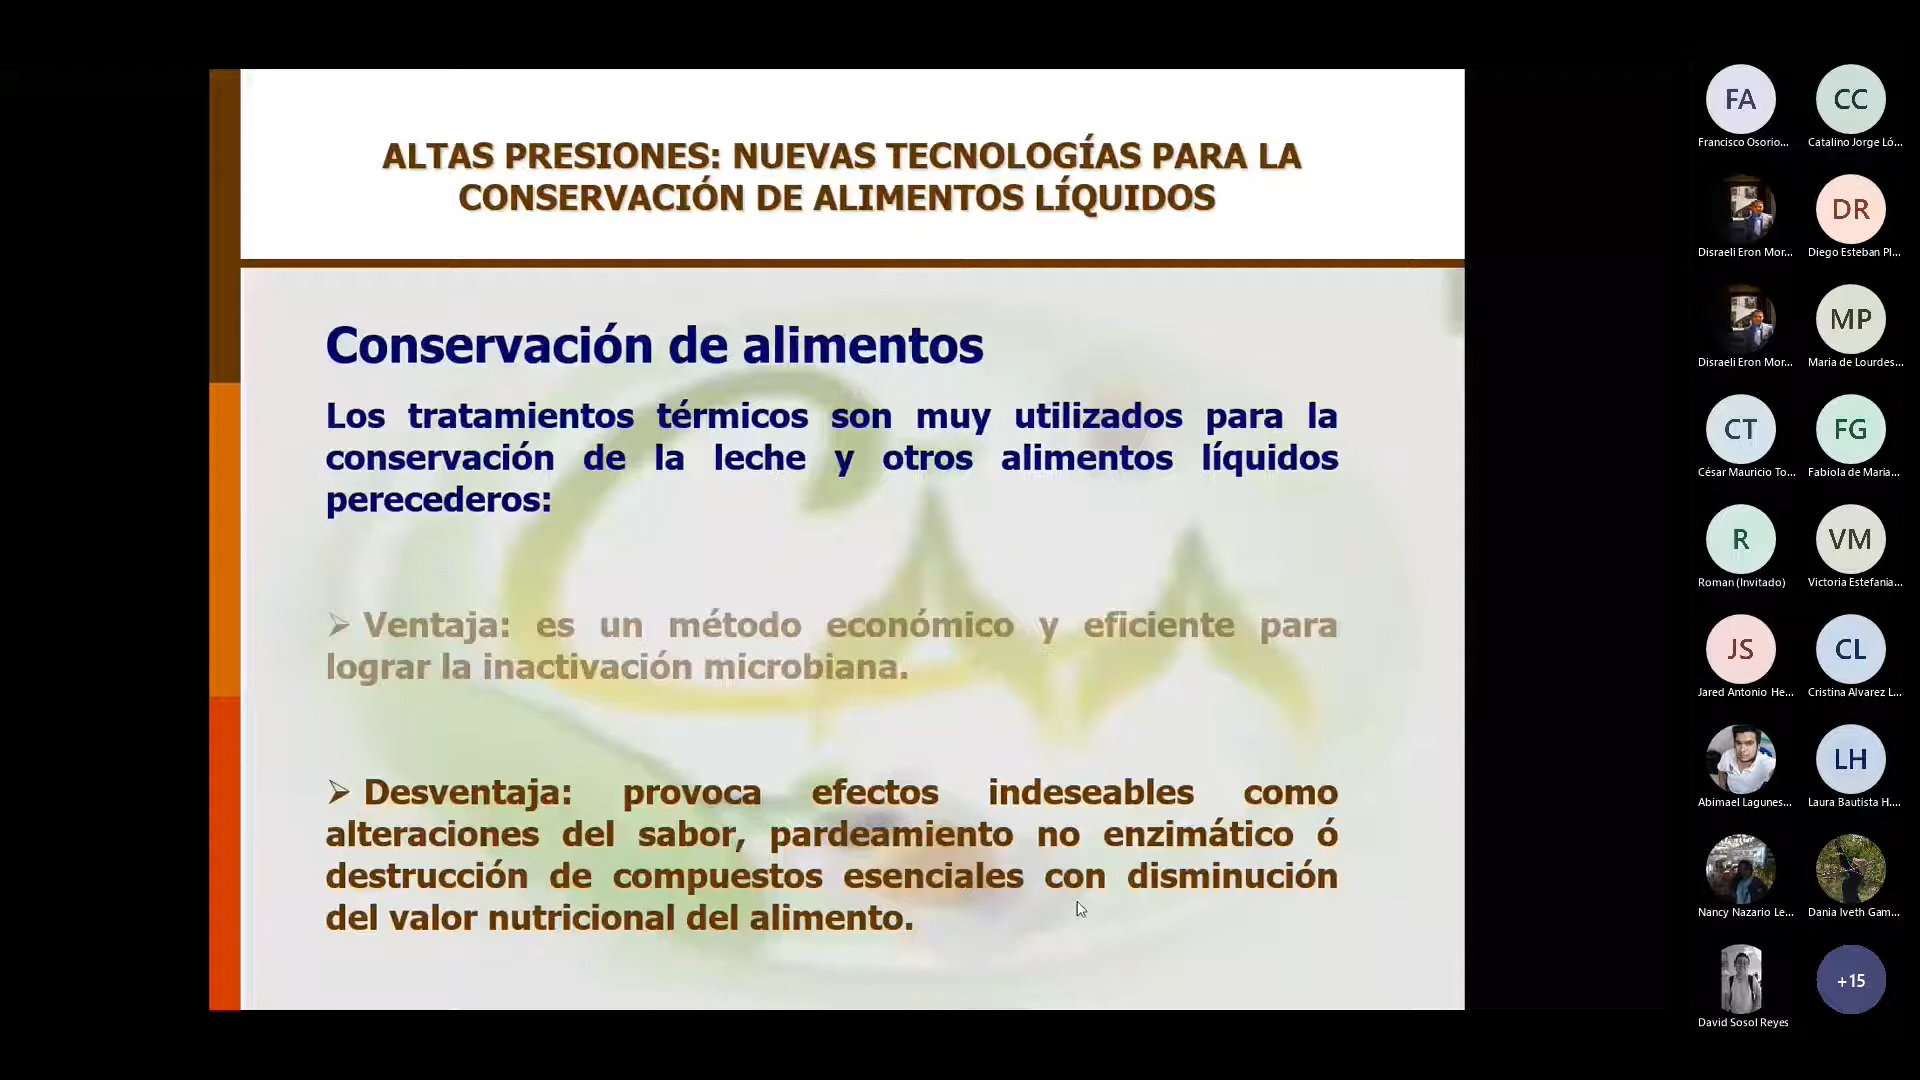 ALTAS PRESIONES: NUEVAS TECNOLOGÍAS PARA LA
CONSERVACIÓN DE ALIMENTOS LÍQUIDOS
Conservación de alimentos
Los tratamientos térmicos son muy utilizados para la
conservación de la leche y otros alimentos líquidos
perecederos:
➢ Ventaja: es un método económico y eficiente para
lograr la inactivación microbiana.
➢ Desventaja: provoca efectos indeseables como
alteraciones del sabor, pardeamiento no enzimático ó
destrucción de compuestos esenciales con disminución
del valor nutricional del alimento.
FA
Francisco Osorio...
CC
Catalino Jorge Ló...
Disraeli Eron Mor...
DR
Diego Esteban Pl...
Disraeli Eron Mor...
MP
Maria de Lourdes...
CT
César Mauricio To...
FG
Fabiola de Maria...
R
Roman (Invitado)
VM
Victoria Estefania...
JS
Jared Antonio He...
CL
Cristina Alvarez L...
Abimael Lagunes...
LH
Laura Bautista H....
Nancy Nazario Le...
Dania Iveth Gam...
David Sosol Reyes
+15